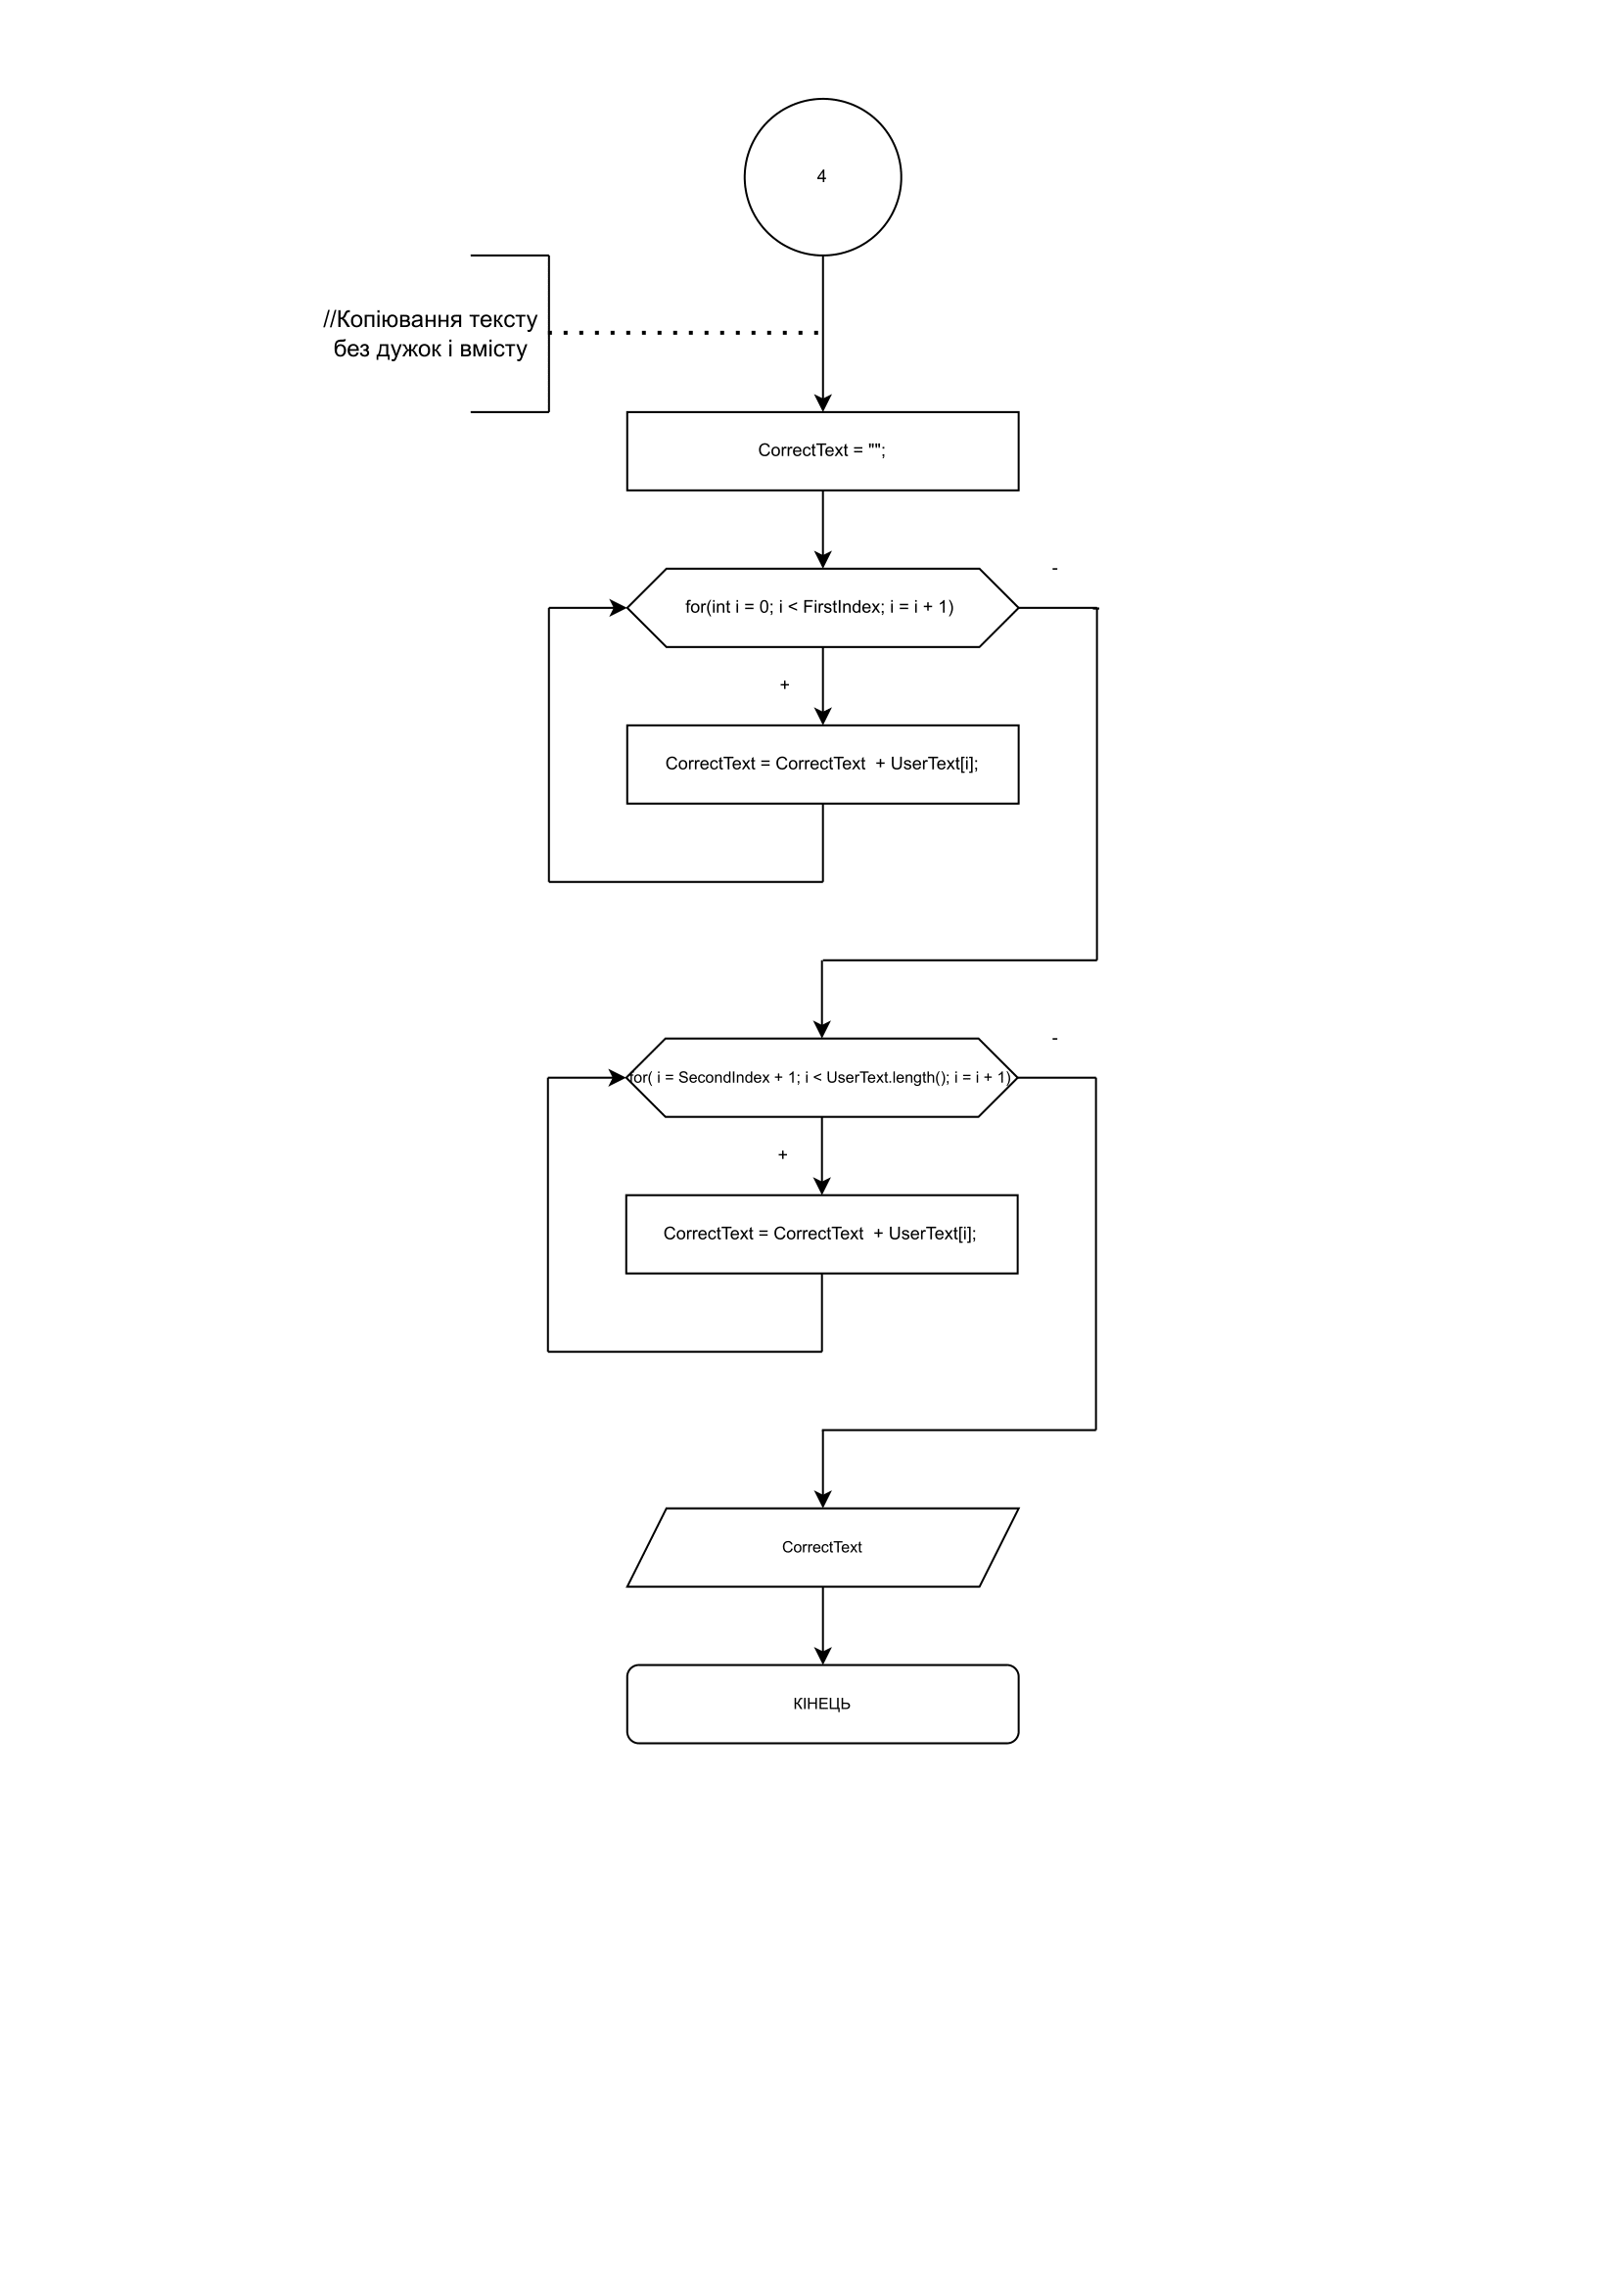 4
//Копіювання тексту
без дужок і вмісту
CorrectText = "";
-
for(int i = 0; i < FirstIndex; i = i + 1)
+
CorrectText = CorrectText  + UserText[i];
-
for( i = SecondIndex + 1; i < UserText.length(); i = i + 1)
+
CorrectText = CorrectText  + UserText[i];
CorrectText
КІНЕЦЬ